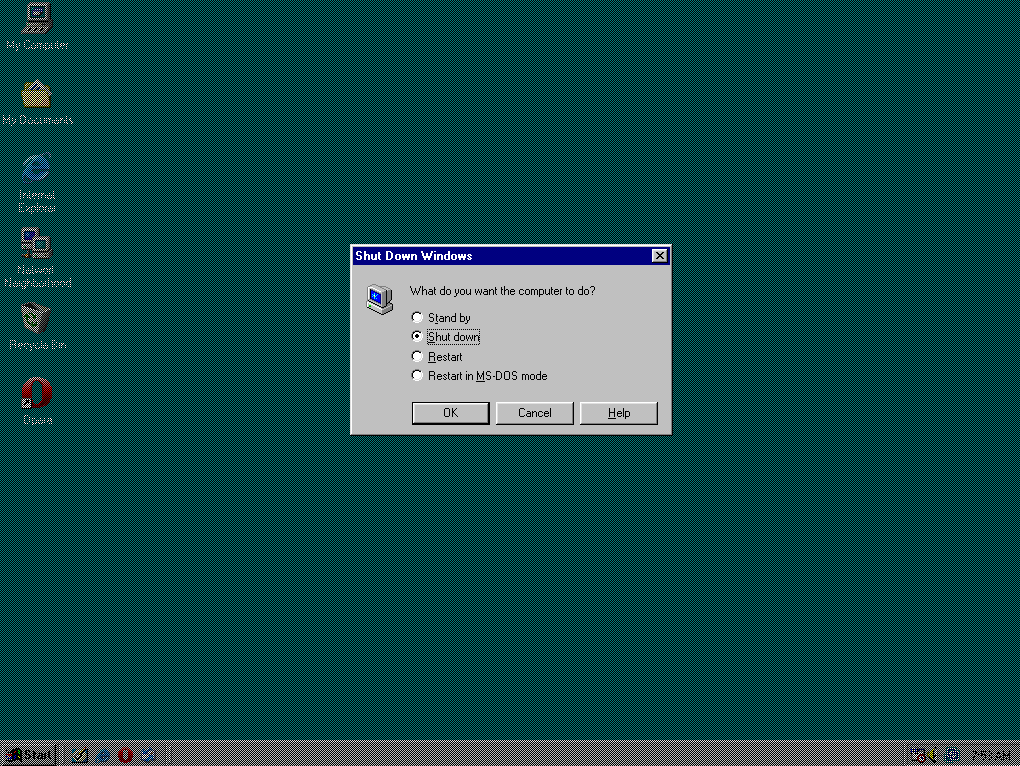 My Computer
My Documents
Internet
Explorer
Network
Neighborhood
Recycle Bin
Opera
Shut Down Windows
What do you want the computer to do?
Stand by
Shut down
Restart
Restart in MS-DOS mode
OK
Cancel
Help
Start